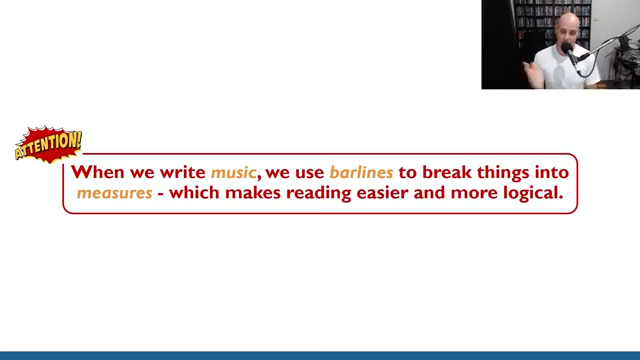 ATTENTION!
When we write music, we use barlines to break things into
measures - which makes reading easier and more logical.